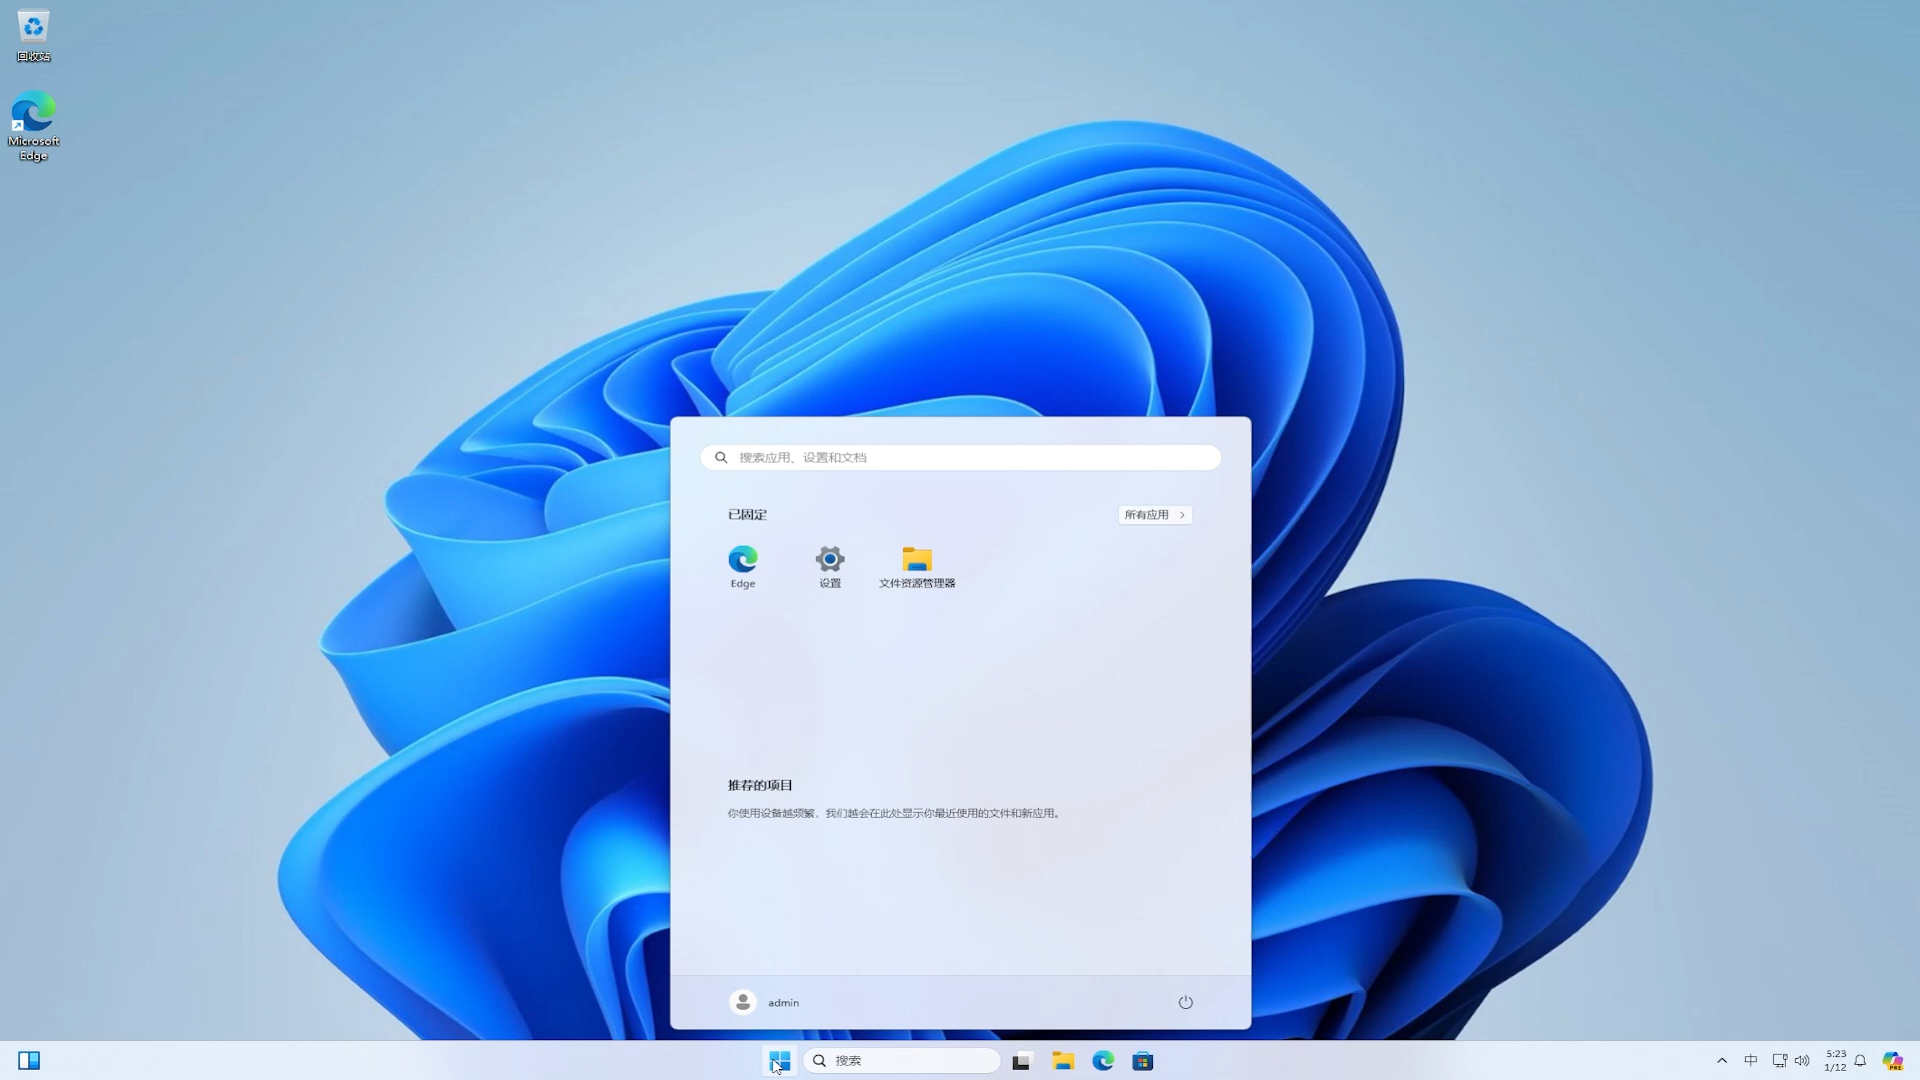 回收站
Microsoft
Edge
搜索应用、设置和文档
已固定
所有应用
Edge
设置
文件资源管理器
推荐的项目
你使用设备越频繁，我们越会在此处显示你最近使用的文件和新应用。
admin
搜索
中
5:23
1/12
PRE